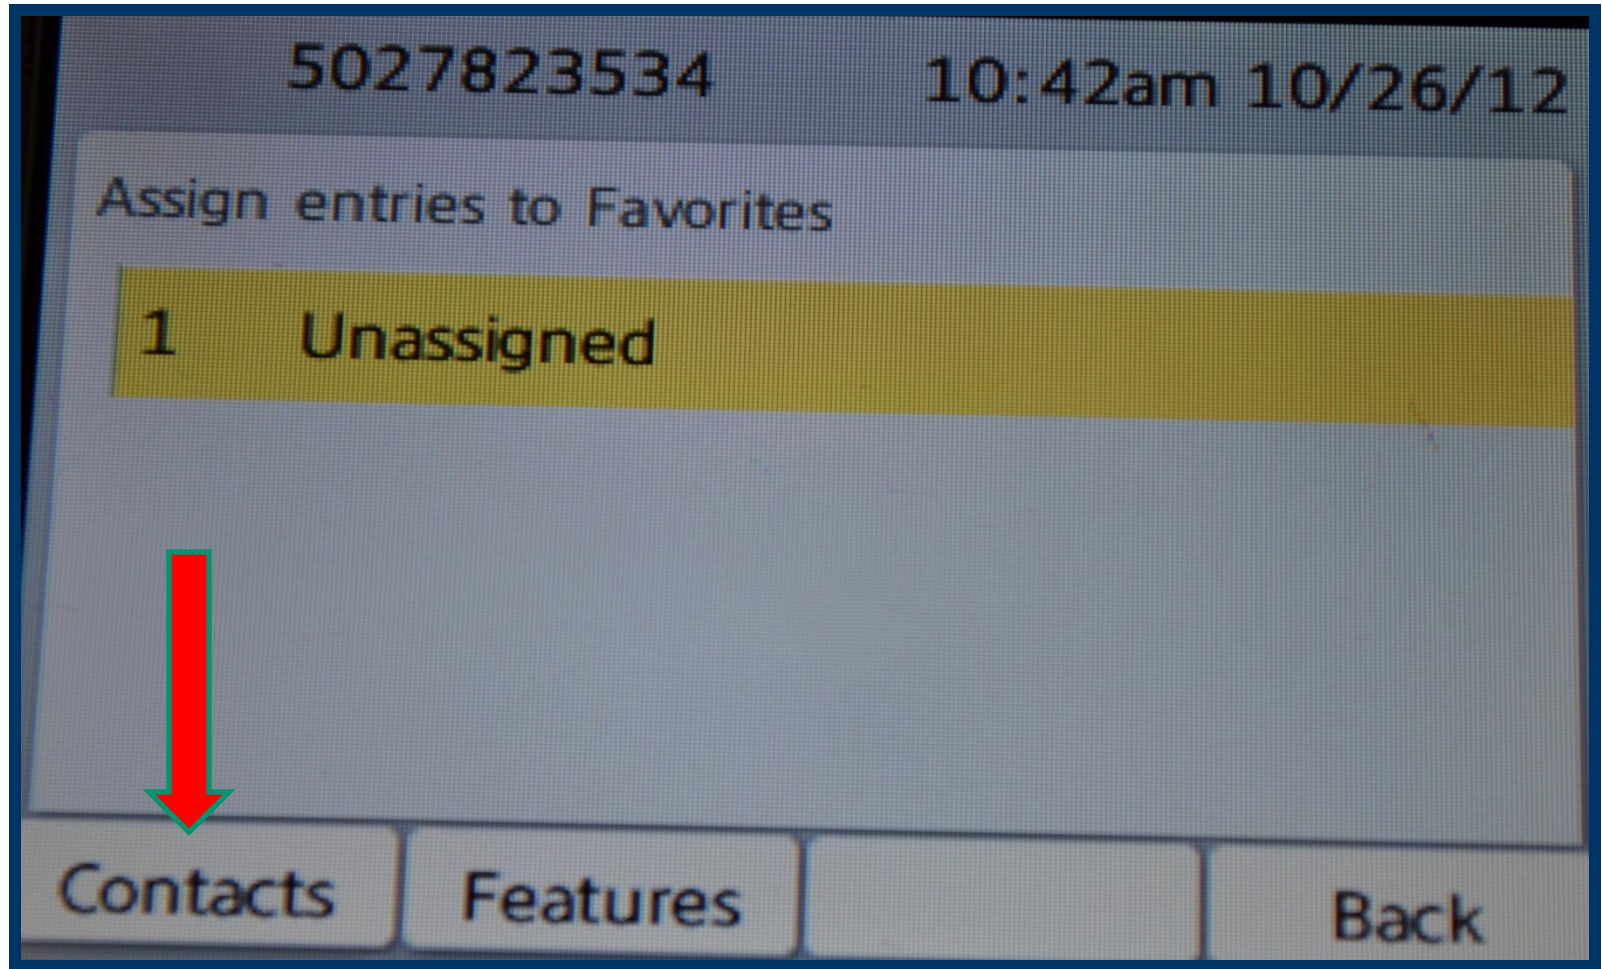 5027823534 10:42am 10/26/12
Assign entries to Favorites
1 Unassigned
Contacts Features Back